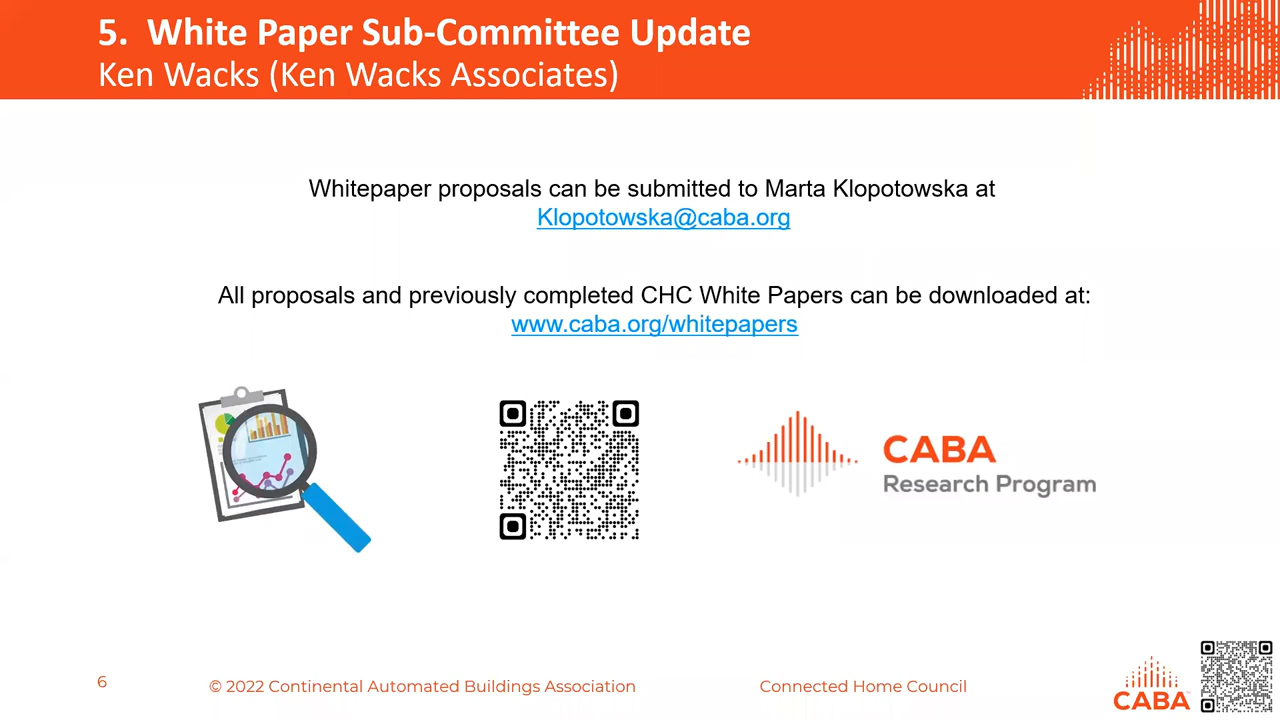 5. White Paper Sub-Committee Update
Ken Wacks (Ken Wacks Associates)
Whitepaper proposals can be submitted to Marta Klopotowska at
Klopotowska@caba.org
All proposals and previously completed CHC White Papers can be downloaded at:
www.caba.org/whitepapers
CABA
Research Program
6
© 2022 Continental Automated Buildings Association
Connected Home Council
CABA